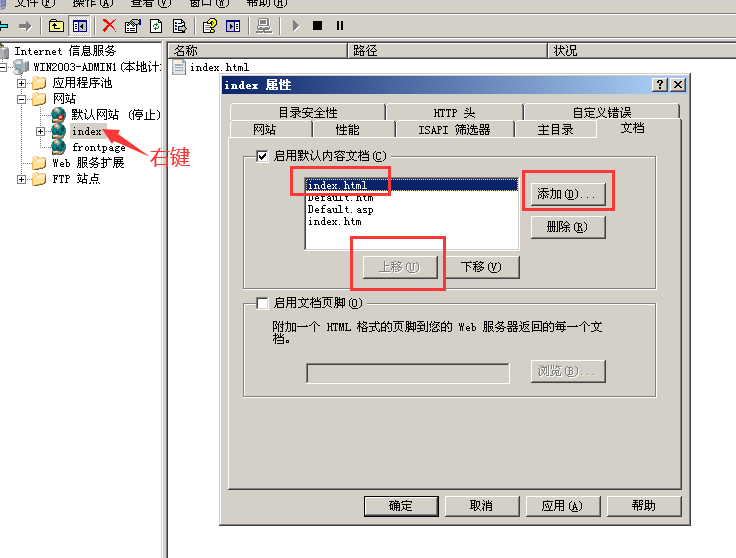 文件(F) 操作(A) 查看(V) 窗口(W) 帮助(H)
Internet 信息服务
WIN2003-ADMIN1(本地计
应用程序池
网站
默认网站 (停止)
index
frontpage
Web 服务扩展
FTP 站点
右键
名称 路径 状况
index.html
index 属性
目录安全性 HTTP 头 自定义错误
网站 性能 ISAPI 筛选器 主目录 文档
启用默认内容文档(C)
index.html
Default.htm
Default.asp
index.htm
添加(D)...
删除(R)
上移(U) 下移(V)
启用文档页脚(O)
附加一个 HTML 格式的页脚到您的 Web 服务器返回的每一个文
档。
浏览(B)...
确定 取消 应用(A) 帮助